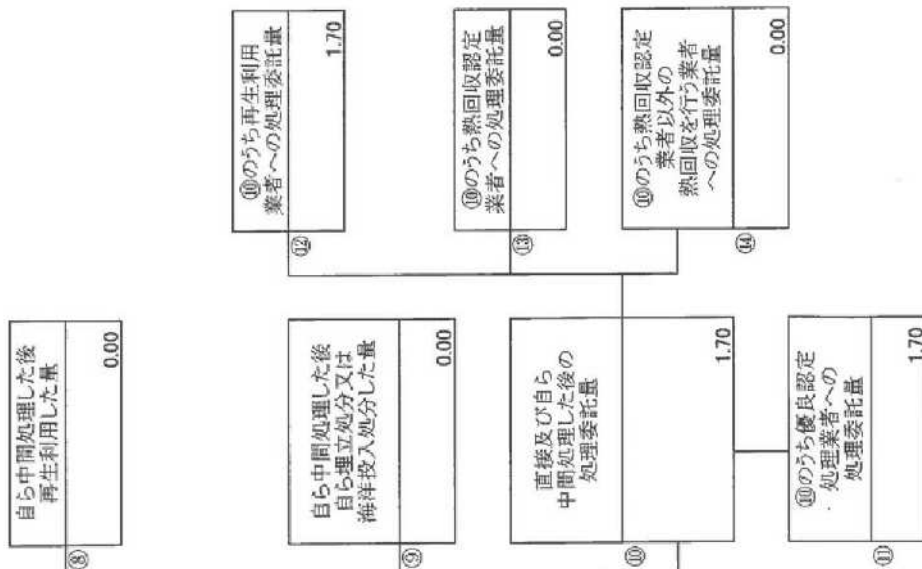 自ら中間処理した後
再生利用した量
⑧
0.00
自ら中間処理した後
自ら埋立処分又は
海洋投入処分した量
⑨
0.00
直接及び自ら
中間処理した後の
処理委託量
⑩
1.70
⑩のうち優良認定
処理業者への
処理委託量
⑪
1.70
⑩のうち再生利用
業者への処理委託量
⑫
1.70
⑩のうち熱回収認定
業者への処理委託量
⑬
0.00
⑩のうち熱回収認定
業者以外の
熱回収を行う業者
への処理委託量
⑭
0.00